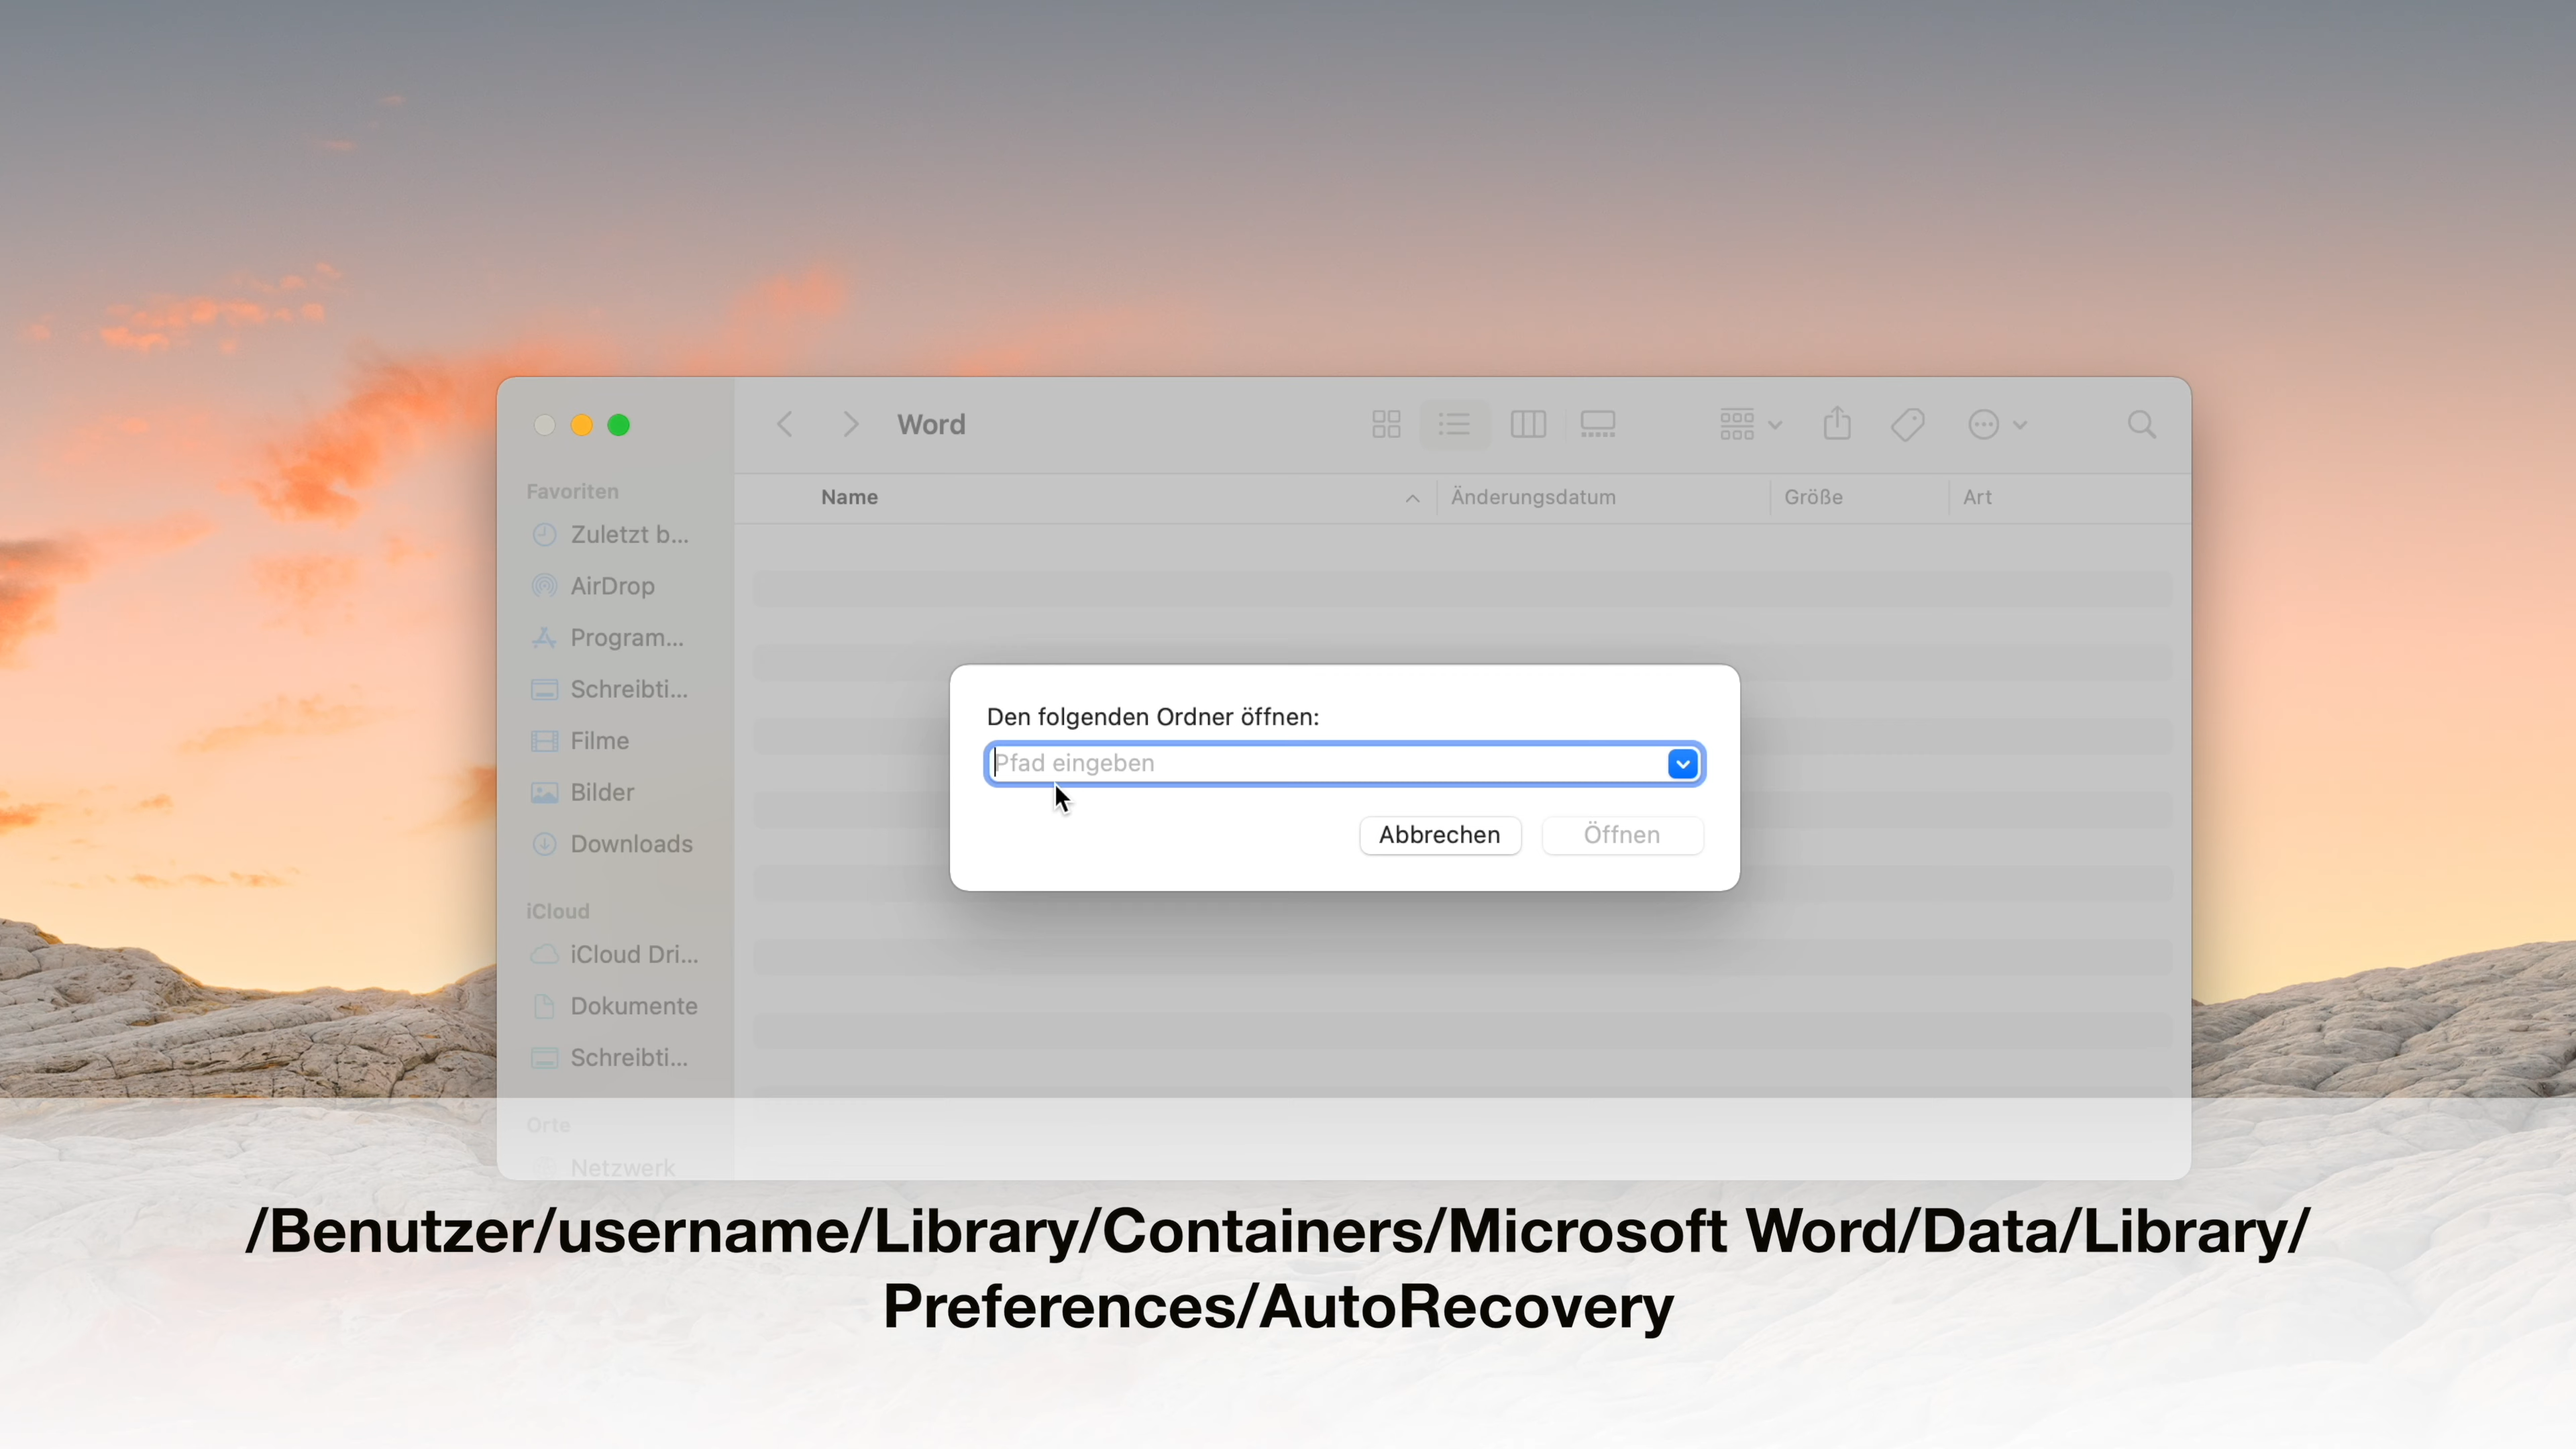 Word
Favoriten
Name
Änderungsdatum
Größe
Art
Zuletzt b...
AirDrop
Program...
Schreibti...
Filme
Bilder
Downloads
iCloud
iCloud Dri...
Dokumente
Schreibti...
Orte
Netzwerk
Den folgenden Ordner öffnen:
Pfad eingeben
Abbrechen
Öffnen
/Benutzer/username/Library/Containers/Microsoft Word/Data/Library/
Preferences/AutoRecovery